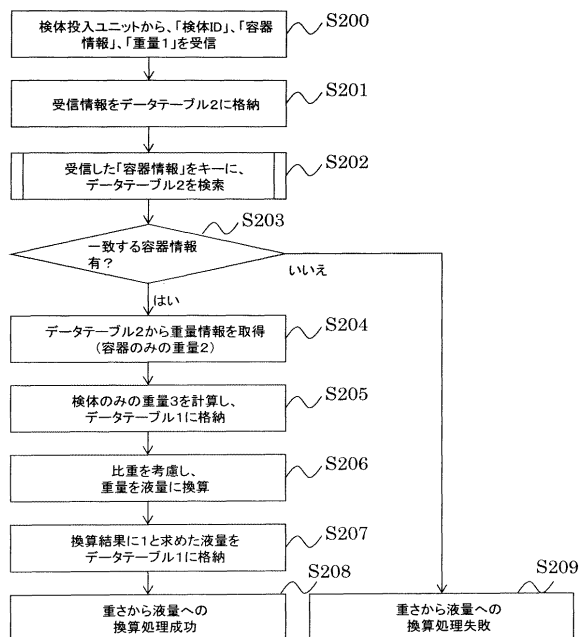 検体投入ユニットから、「検体ID」、「容器
情報」、「重量1」を受信
S200
受信情報をデータテーブル2に格納
S201
受信した「容器情報」をキーに、
データテーブル2を検索
S202
S203
一致する容器情報
有?
いいえ
はい
データテーブル2から重量情報を取得
(容器のみの重量2)
S204
検体のみの重量3を計算し、
データテーブル1に格納
S205
比重を考慮し、
重量を液量に換算
S206
換算結果に1と求めた液量を
データテーブル1に格納
S207
S208
重さから液量への
換算処理成功
S209
重さから液量への
換算処理失敗